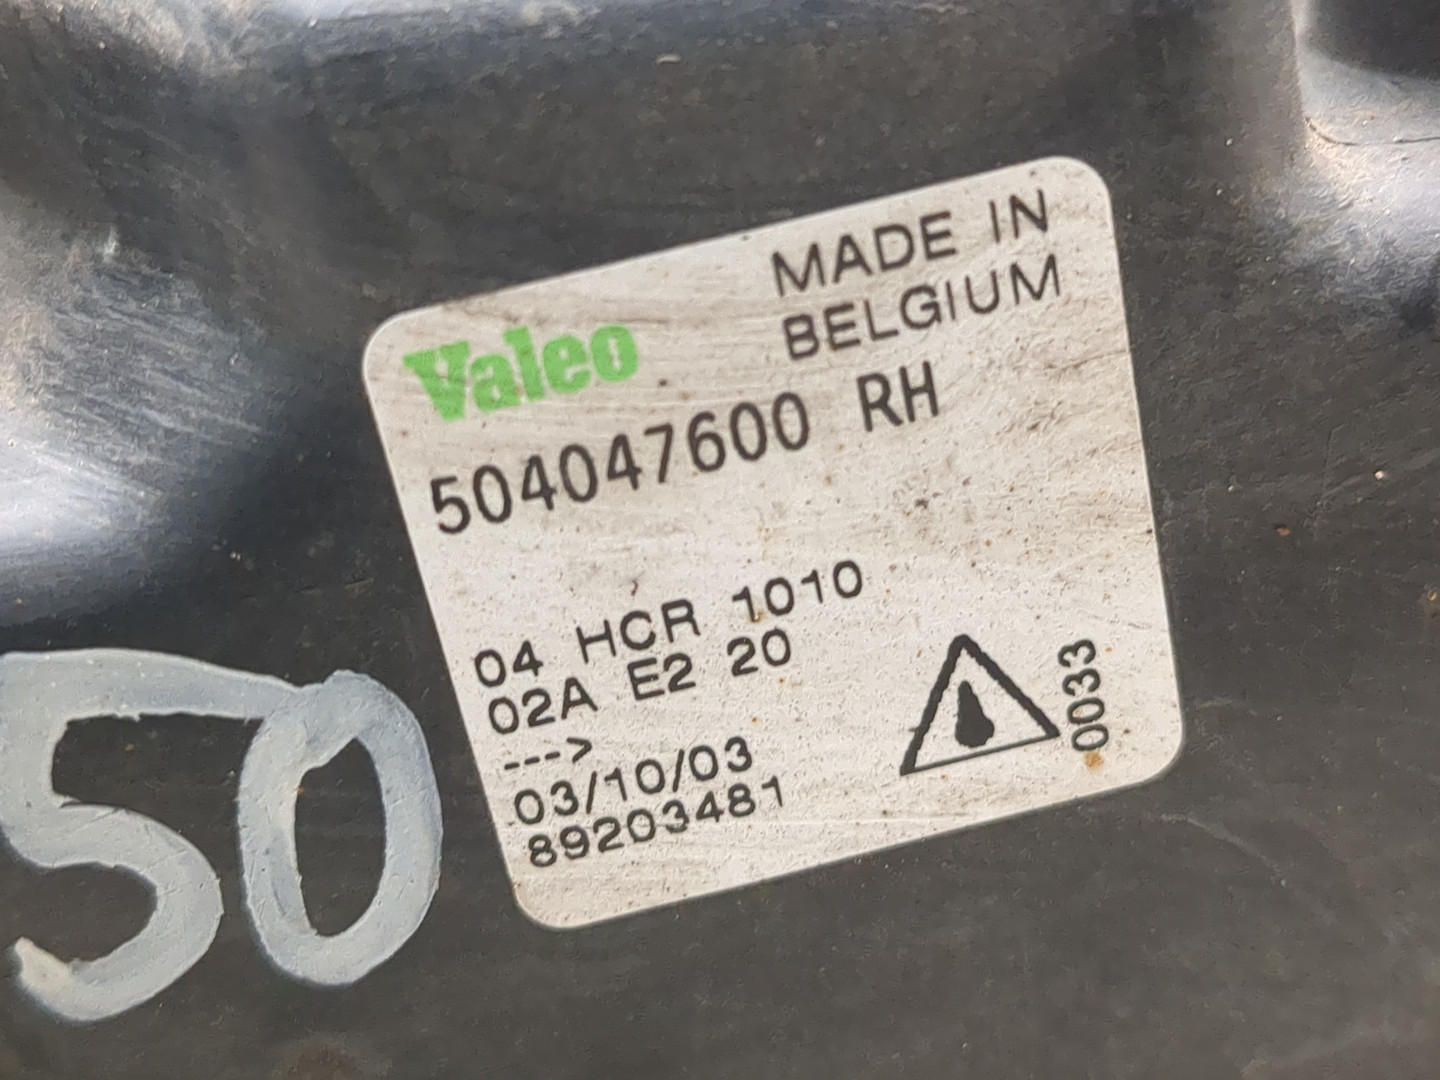 MADE IN
BELGIUM
Valeo
504047600 RH
04 HCR 1010
02A E2 20
--->
03/10/03
89203481
0033
50